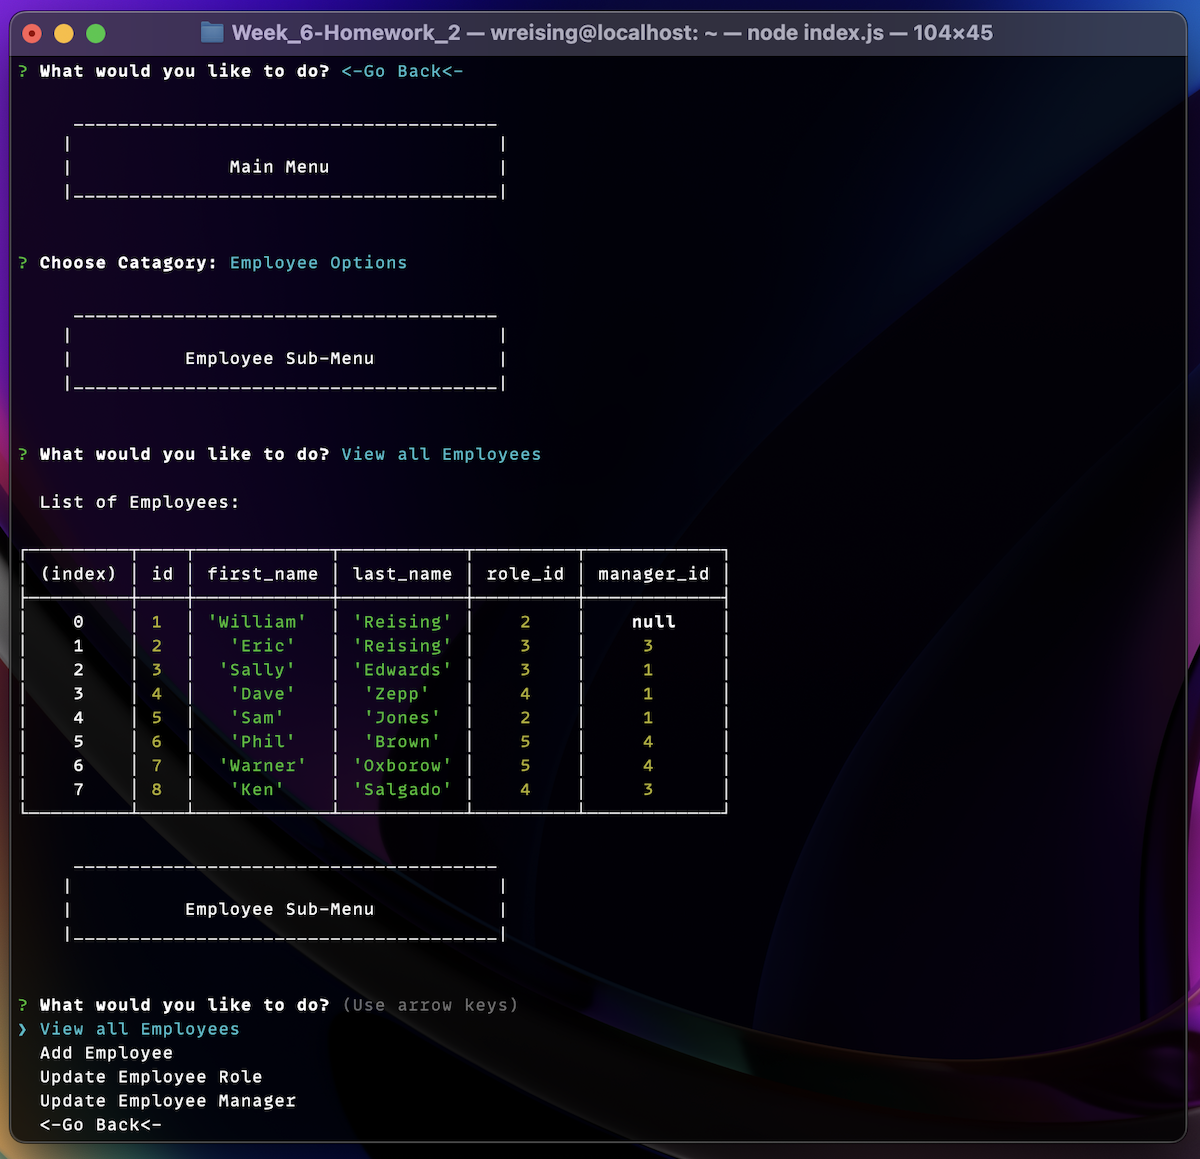 Week_6-Homework_2 — wreising@localhost: ~ — node index.js — 104×45
? What would you like to do? <-Go Back<-
Main Menu
? Choose Catagory: Employee Options
Employee Sub-Menu
? What would you like to do? View all Employees
List of Employees:
(index) id first_name last_name role_id manager_id
0 1 'William' 'Reising' 2 null
1 2 'Eric' 'Reising' 3 3
2 3 'Sally' 'Edwards' 3 1
3 4 'Dave' 'Zepp' 4 1
4 5 'Sam' 'Jones' 2 1
5 6 'Phil' 'Brown' 5 4
6 7 'Warner' 'Oxborow' 5 4
7 8 'Ken' 'Salgado' 4 3
Employee Sub-Menu
? What would you like to do? (Use arrow keys)
❯ View all Employees
Add Employee
Update Employee Role
Update Employee Manager
<-Go Back<-